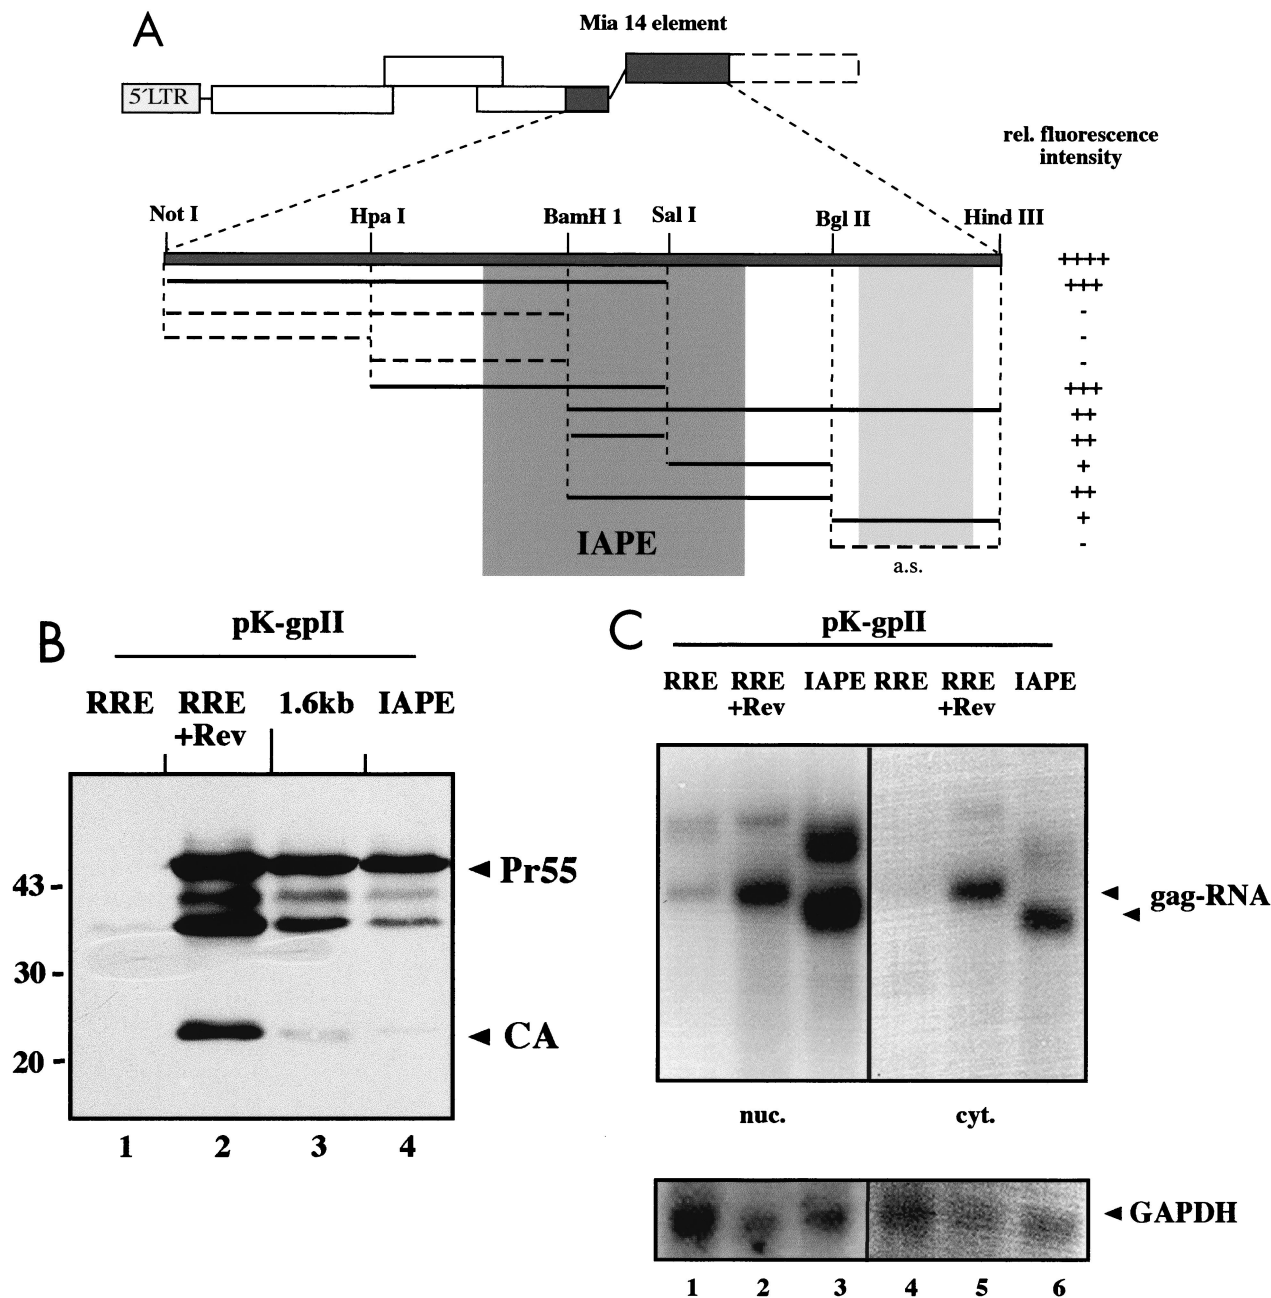 A
Mia 14 element
5´LTR
rel. fluorescence
intensity
Not I
Hpa I
BamH 1
Sal I
Bgl II
Hind III
++++
+++
-
-
-
+++
++
++
+
++
+
-
IAPE
a.s.
B
pK-gpII
RRE
RRE
+Rev
1.6kb
IAPE
43 -
30 -
20 -
◄ Pr55
◄ CA
1 2 3 4
C
pK-gpII
RRE RRE IAPE RRE RRE IAPE
+Rev +Rev
◄ gag-RNA
◄
nuc. cyt.
◄ GAPDH
1 2 3 4 5 6